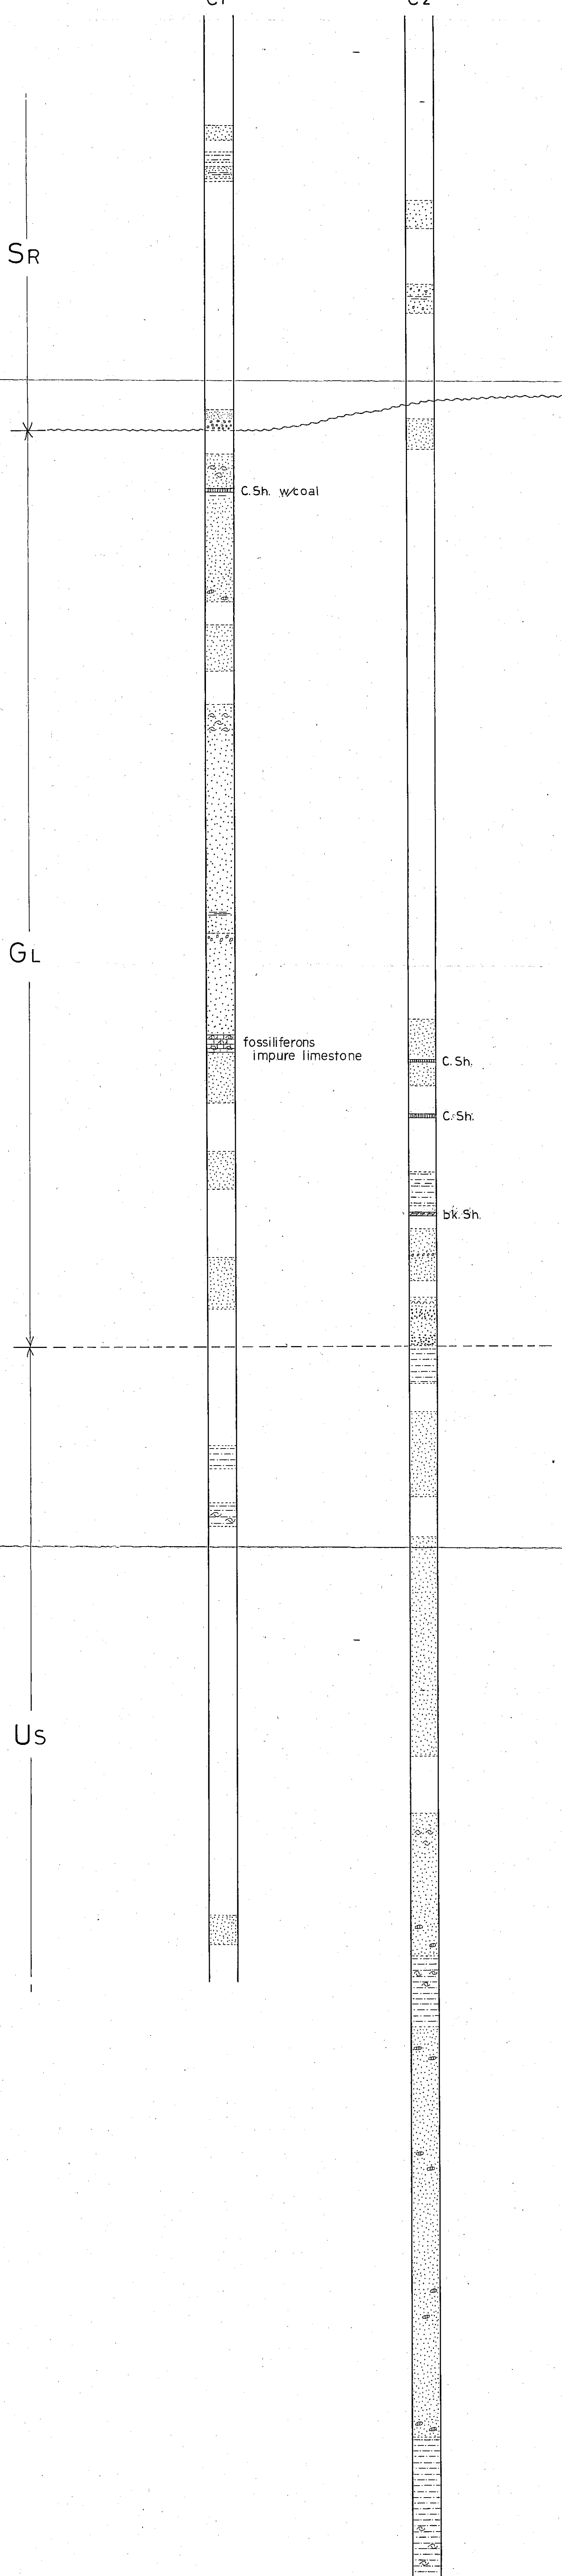 C1
C2
SR
C.Sh. w/coal
GL
fossiliferons
impure limestone
C.Sh.
C.Sh.
bk.Sh.
US